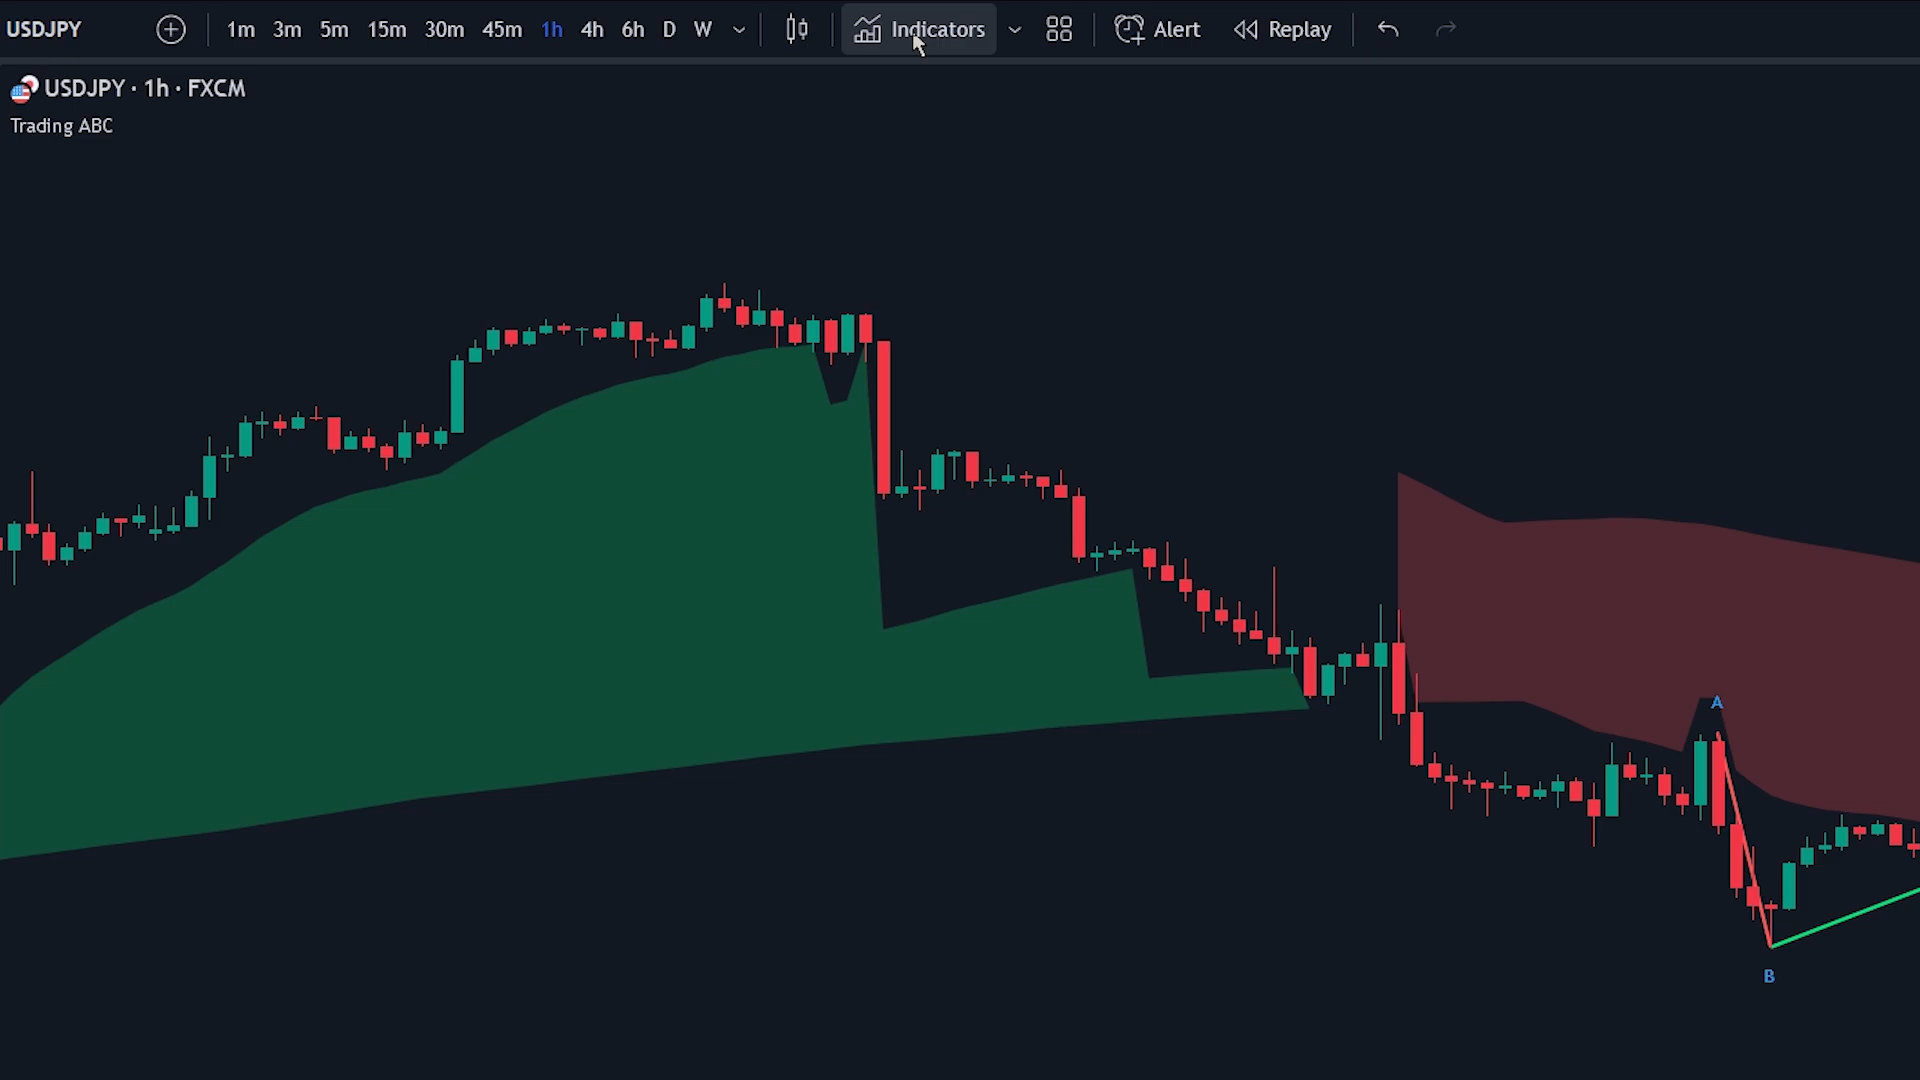 USDJPY 1m 3m 5m 15m 30m 45m 1h 4h 6h D W Indicators Alert Replay
USDJPY · 1h · FXCM
Trading ABC
A
B